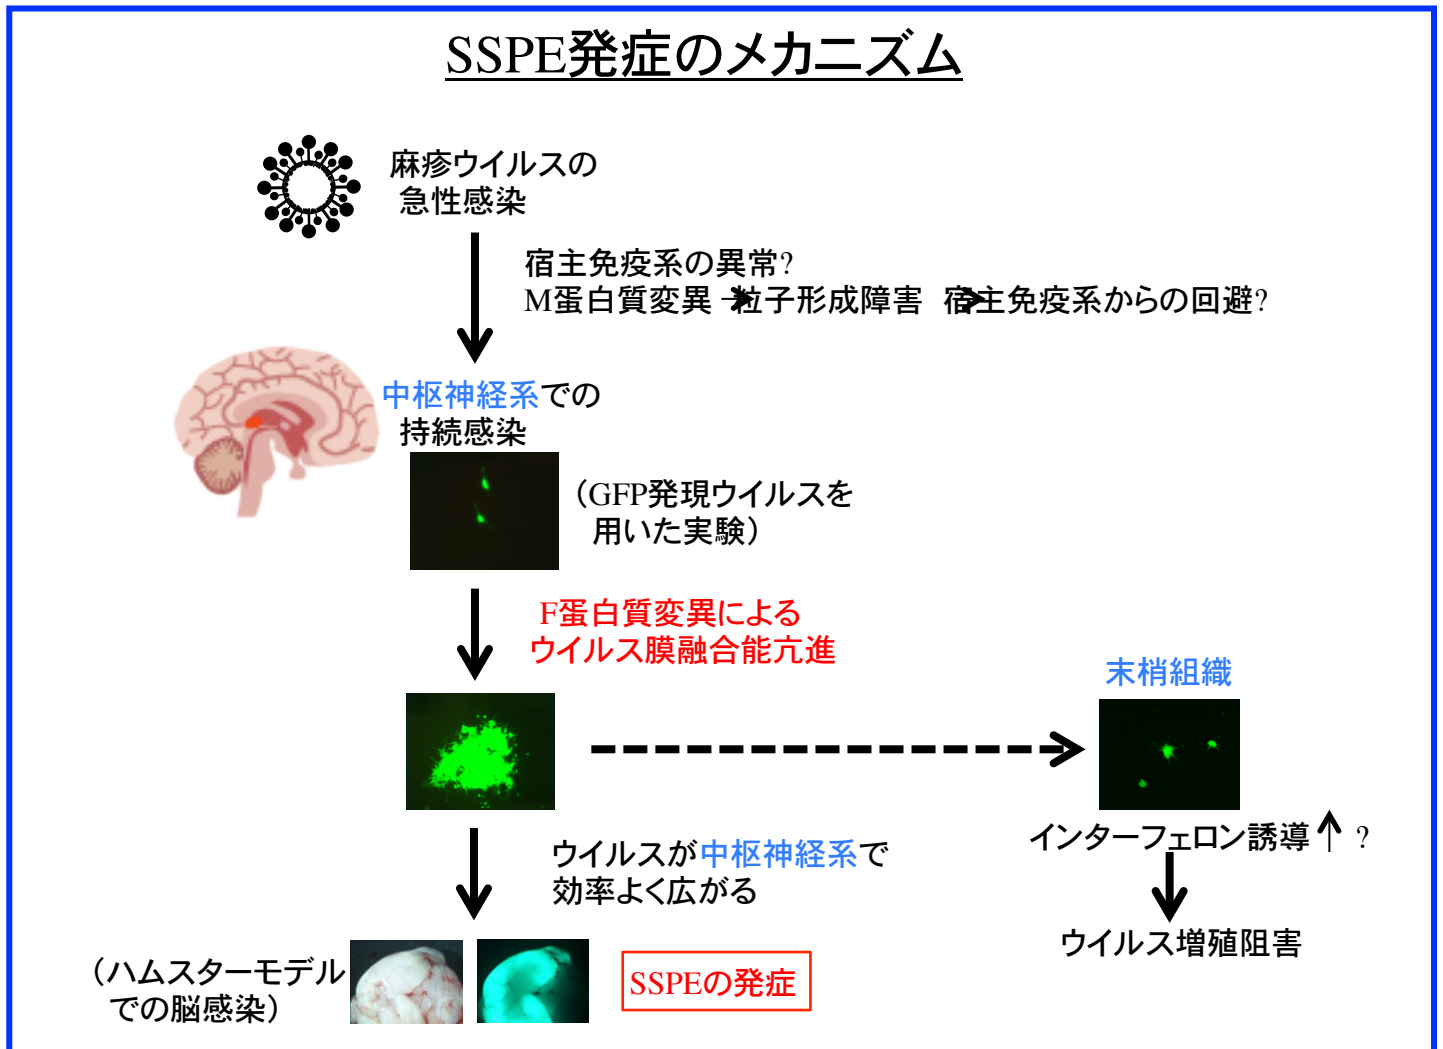 SSPE発症のメカニズム
麻疹ウイルスの
急性感染
宿主免疫系の異常?
M蛋白質変異→粒子形成障害→宿主免疫系からの回避?
中枢神経系での
持続感染
（GFP発現ウイルスを
用いた実験）
F蛋白質変異による
ウイルス膜融合能亢進
末梢組織
インターフェロン誘導↑ ?
ウイルスが中枢神経系で
効率よく広がる
ウイルス増殖阻害
（ハムスターモデル
での脳感染）
SSPEの発症